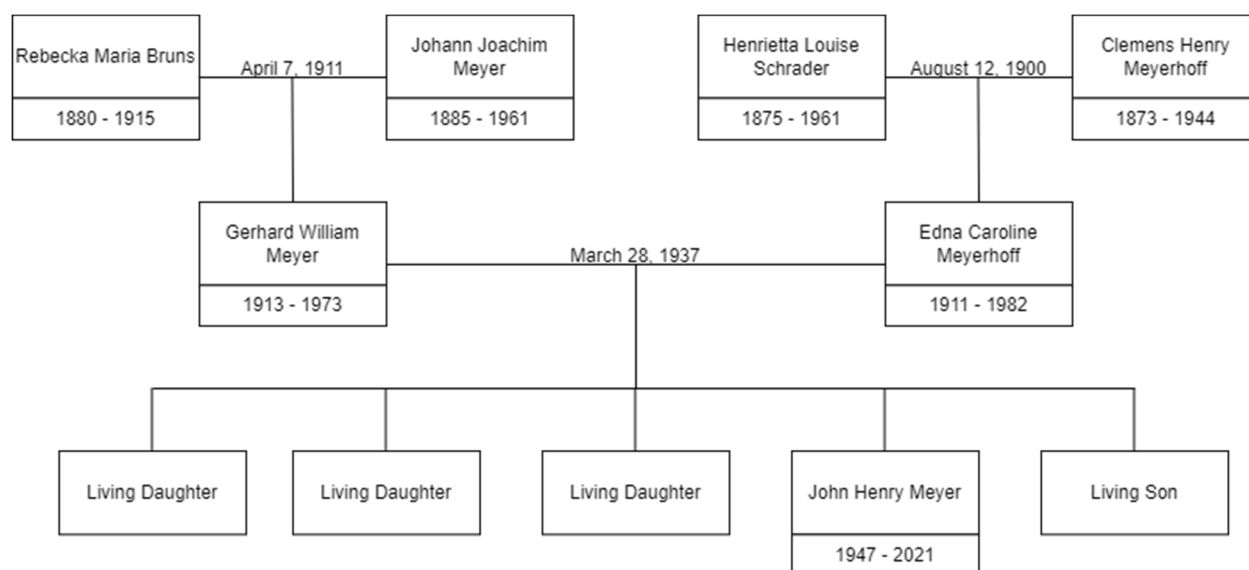 Rebecka Maria Bruns
April 7, 1911
Johann Joachim
Meyer
Henrietta Louise
Schrader
August 12, 1900
Clemens Henry
Meyerhoff
1880 - 1915
1885 - 1961
1875 - 1961
1873 - 1944
Gerhard William
Meyer
March 28, 1937
Edna Caroline
Meyerhoff
1913 - 1973
1911 - 1982
Living Daughter
Living Daughter
Living Daughter
John Henry Meyer
Living Son
1947 - 2021